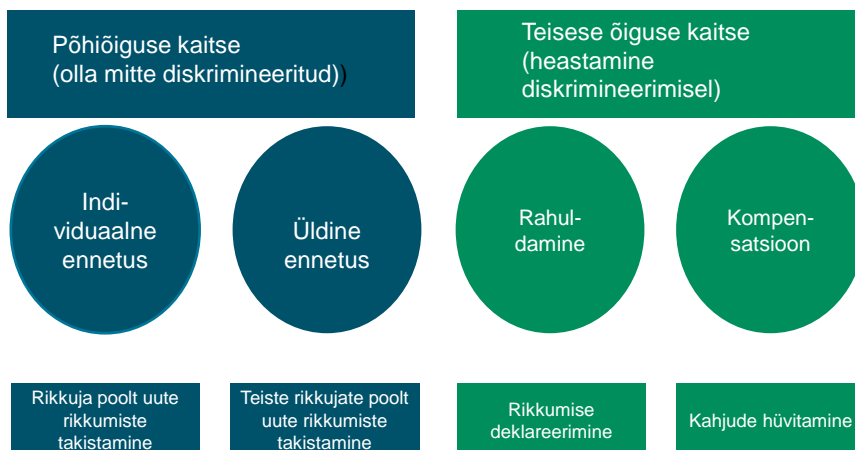 Põhiõiguse kaitse
(olla mitte diskrimineeritud))
Teisese õiguse kaitse
(heastamine
diskrimineerimisel)
Indi-
viduaalne
ennetus
Üldine
ennetus
Rahul-
damine
Kompen-
satsioon
Rikkuja poolt uute
rikkumiste
takistamine
Teiste rikkujate poolt
uute rikkumiste
takistamine
Rikkumise
deklareerimine
Kahjude hüvitamine